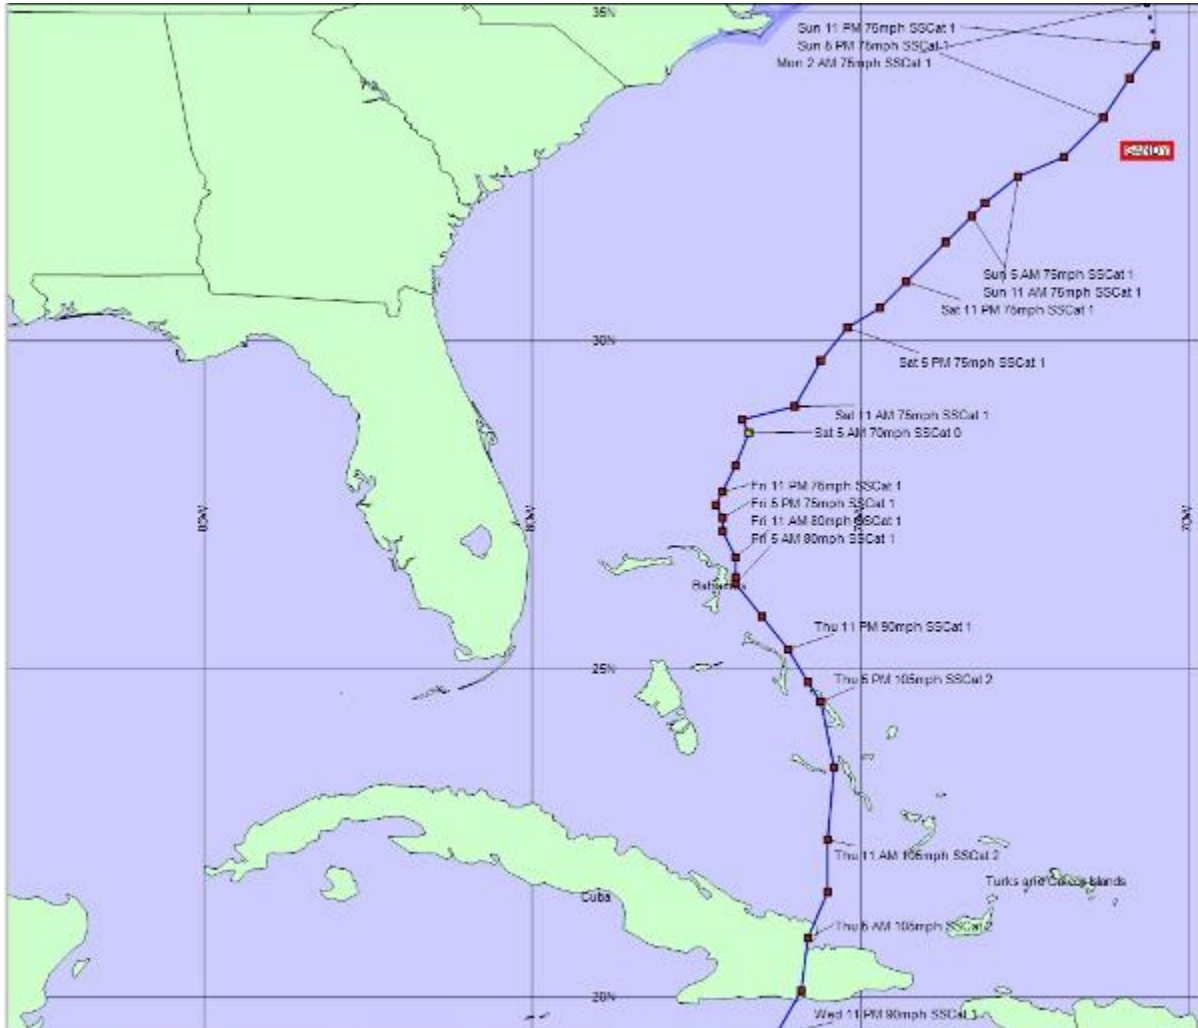 35N
Sun 11 PM 75mph SSCat 1
Sun 5 PM 75mph SSCat 1
Mon 2 AM 75mph SSCat 1
SANDY
Sun 5 AM 75mph SSCat 1
Sun 11 AM 75mph SSCat 1
Sat 11 PM 75mph SSCat 1
30N
Sat 5 PM 75mph SSCat 1
Sat 11 AM 75mph SSCat 1
Sat 5 AM 70mph SSCat 0
Fri 11 PM 75mph SSCat 1
Fri 5 PM 75mph SSCat 1
Fri 11 AM 80mph SSCat 1
Fri 5 AM 80mph SSCat 1
85W
80W
70W
Bahamas
Thu 11 PM 90mph SSCat 1
25N
Thu 5 PM 105mph SSCat 2
Thu 11 AM 105mph SSCat 2
Turks and Caicos Islands
Cuba
Thu 5 AM 105mph SSCat 2
20N
Wed 11 PM 90mph SSCat 1